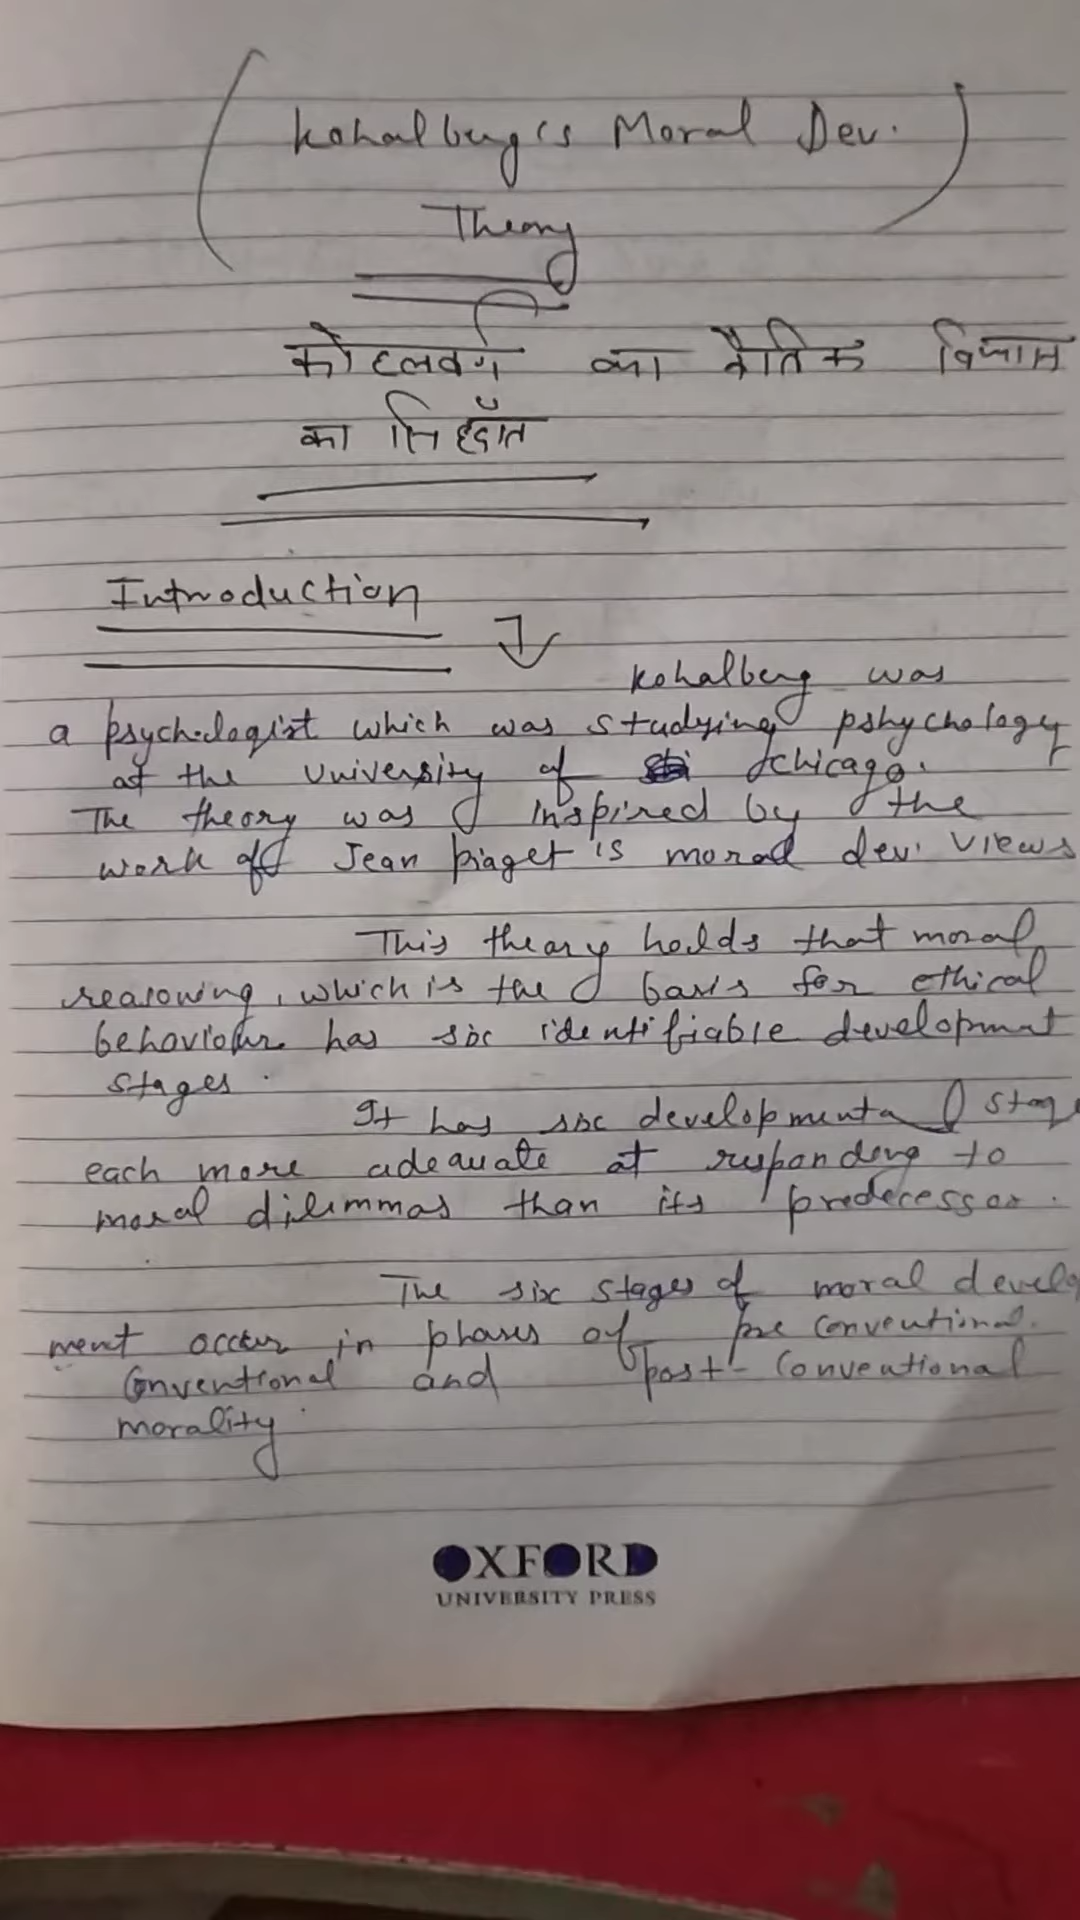 Kohalberg's Moral Dev.
Theory
कोहलवर्ग का नैतिक विकास
का सिद्दाँत
Introduction
Kohalberg was
a psychologist which was studying pshychology
at the University of chicago.
The theory was inspired by the
work of Jean piaget's moral dev. views
This theory holds that moral
reasoning, which is the basis for ethical
behaviour has six identifiable development
stages.
It has six developmental stage
each more adequate at responding to
moral dilemmas than its predecessor.
The six stages of moral develop
ment occur in phases of pre conventional.
Conventional and post-conventional
morality.
OXFORD
UNIVERSITY PRESS